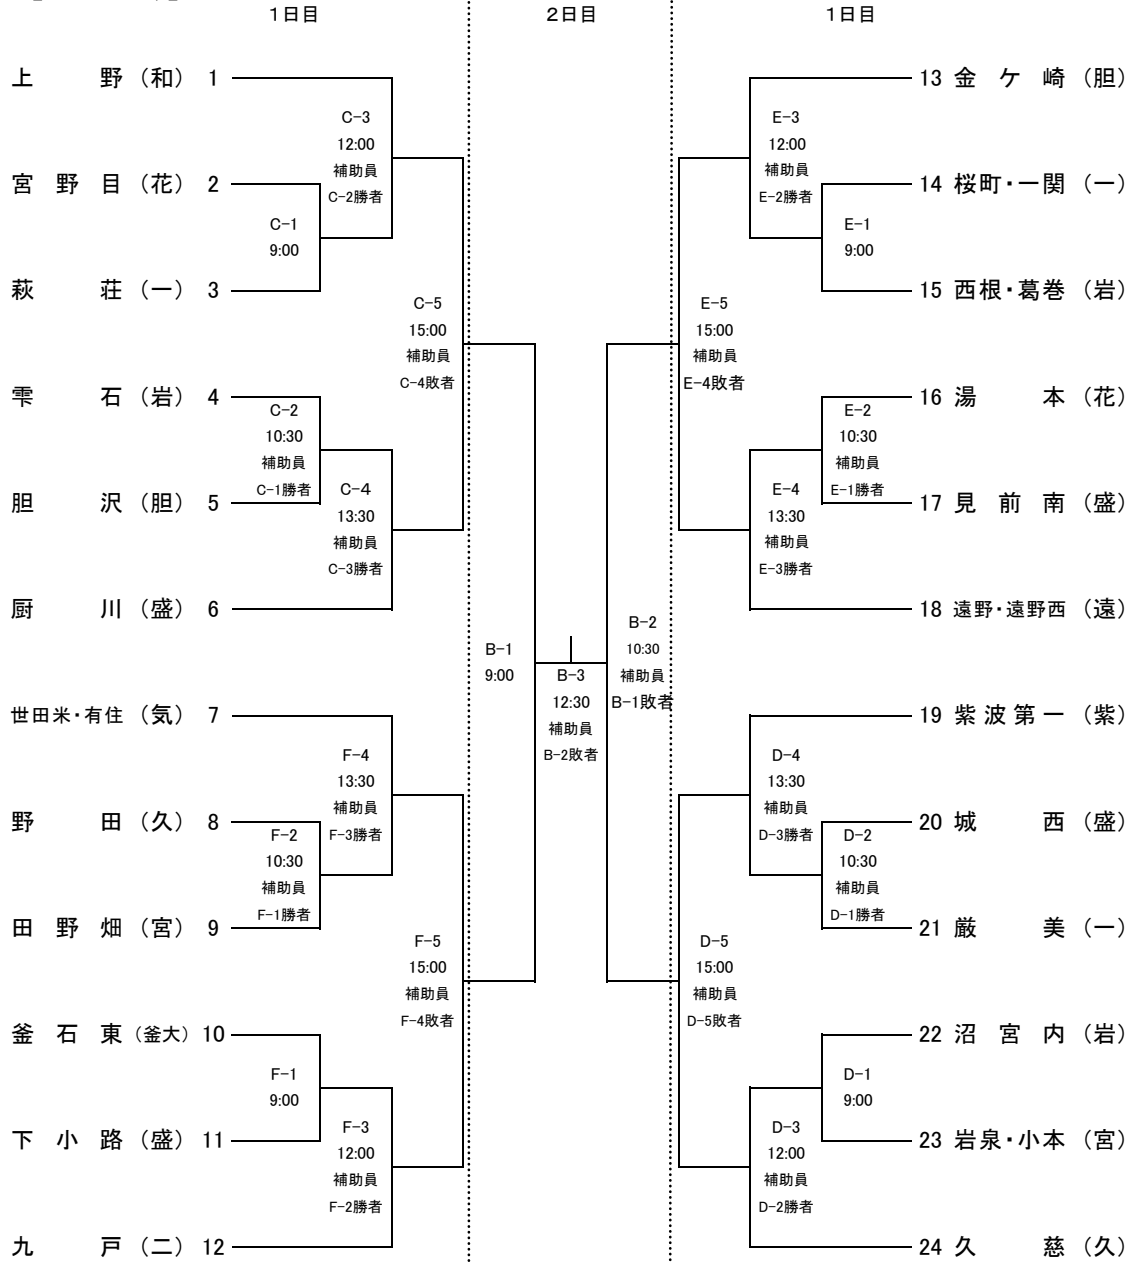 1日目
2日目
1日目
上野(和) 1
C-3
12:00
補助員
C-2勝者
宮野目(花) 2
C-1
9:00
萩荘(一) 3
C-5
15:00
補助員
C-4敗者
雫石(岩) 4
C-2
10:30
補助員
C-1勝者
胆沢(胆) 5
C-4
13:30
補助員
C-3勝者
厨川(盛) 6
世田米・有住(気) 7
F-4
13:30
補助員
F-3勝者
野田(久) 8
F-2
10:30
補助員
F-1勝者
田野畑(宮) 9
F-5
15:00
補助員
F-4敗者
釜石東(釜大) 10
F-1
9:00
下小路(盛) 11
F-3
12:00
補助員
F-2勝者
九戸(二) 12
B-1
9:00
B-3
12:30
補助員
B-2敗者
B-2
10:30
補助員
B-1敗者
13 金ケ崎(胆)
E-3
12:00
補助員
E-2勝者
14 桜町・一関(一)
E-1
9:00
15 西根・葛巻(岩)
E-5
15:00
補助員
E-4敗者
16 湯本(花)
E-2
10:30
補助員
E-1勝者
17 見前南(盛)
E-4
13:30
補助員
E-3勝者
18 遠野・遠野西(遠)
19 紫波第一(紫)
D-4
13:30
補助員
D-3勝者
20 城西(盛)
D-2
10:30
補助員
D-1勝者
21 厳美(一)
D-5
15:00
補助員
D-5敗者
22 沼宮内(岩)
D-1
9:00
23 岩泉・小本(宮)
D-3
12:00
補助員
D-2勝者
24 久慈(久)